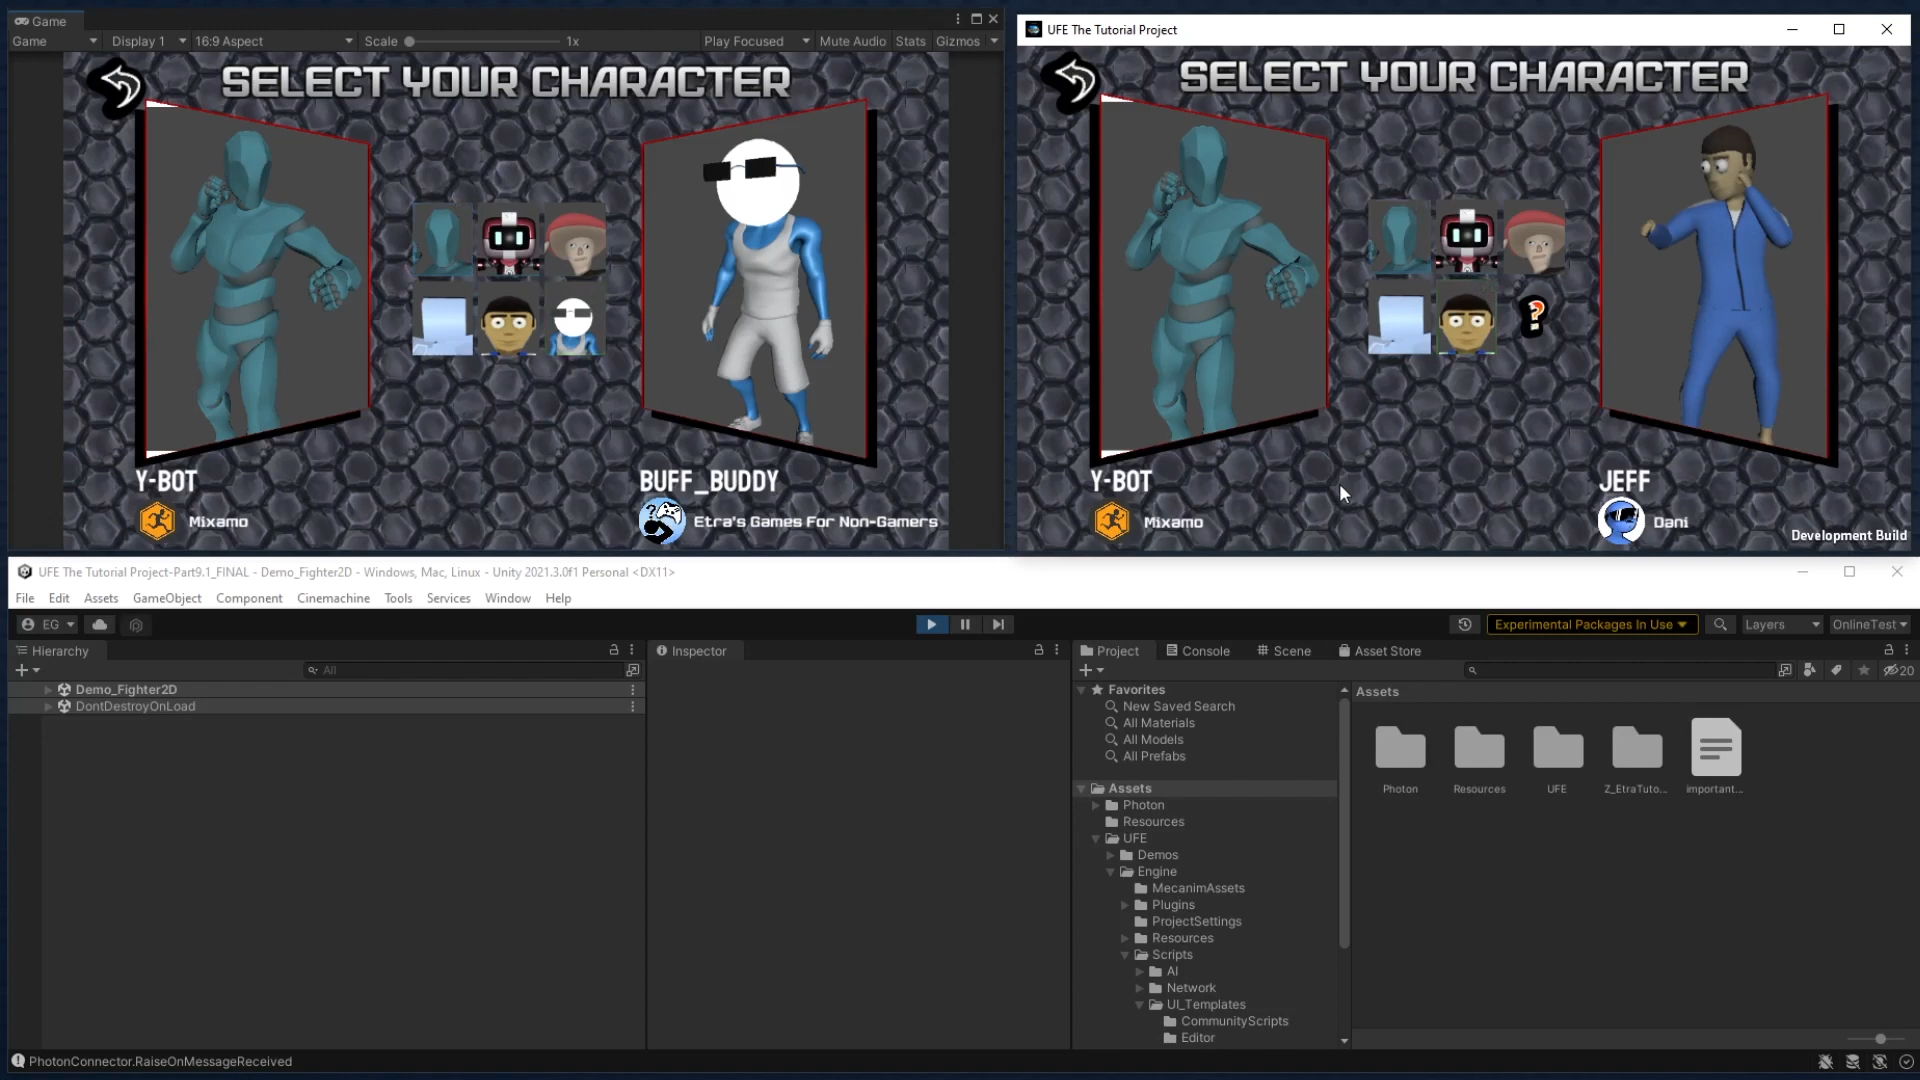 Game
Game
Display 1
16:9 Aspect
Scale
1x
Play Focused
Mute Audio
Stats
Gizmos
SELECT YOUR CHARACTER
Y-BOT
Mixamo
BUFF_BUDDY
Etra's Games For Non-Gamers
UFE The Tutorial Project
SELECT YOUR CHARACTER
?
Y-BOT
Mixamo
JEFF
Dani
Development Build
UFE The Tutorial Project-Part9.1_FINAL - Demo_Fighter2D - Windows, Mac, Linux - Unity 2021.3.0f1 Personal <DX11>
File Edit Assets GameObject Component Cinemachine Tools Services Window Help
EG
Experimental Packages In Use
Layers
OnlineTest
Hierarchy
All
Demo_Fighter2D
DontDestroyOnLoad
Inspector
Project
Console
Scene
Asset Store
20
Favorites
New Saved Search
All Materials
All Models
All Prefabs
Assets
Photon
Resources
UFE
Demos
Engine
MecanimAssets
Plugins
ProjectSettings
Resources
Scripts
AI
Network
UI_Templates
CommunityScripts
Editor
Assets
Photon
Resources
UFE
Z_EtraTuto...
important...
PhotonConnector.RaiseOnMessageReceived